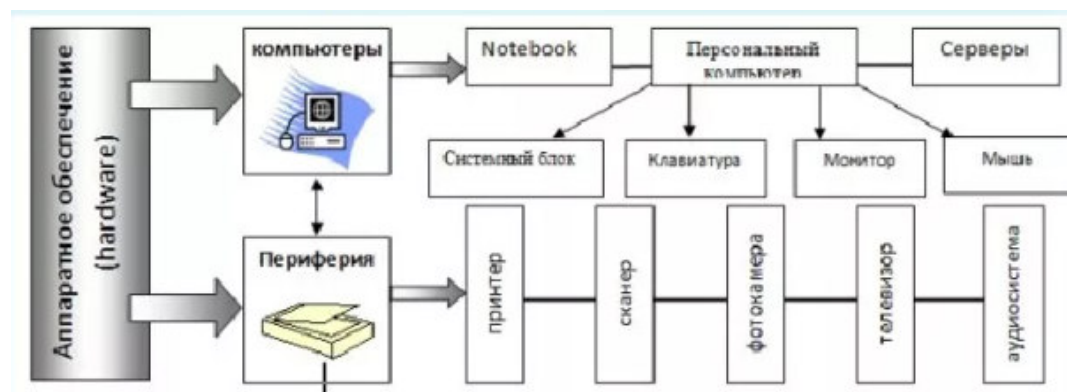 Аппаратное обеспечение
(hardware)
компьютеры
Notebook
Персональный
компьютер
Серверы
Системный блок
Клавиатура
Монитор
Мышь
Периферия
принтер
сканер
фотокамера
телевизор
аудиосистема